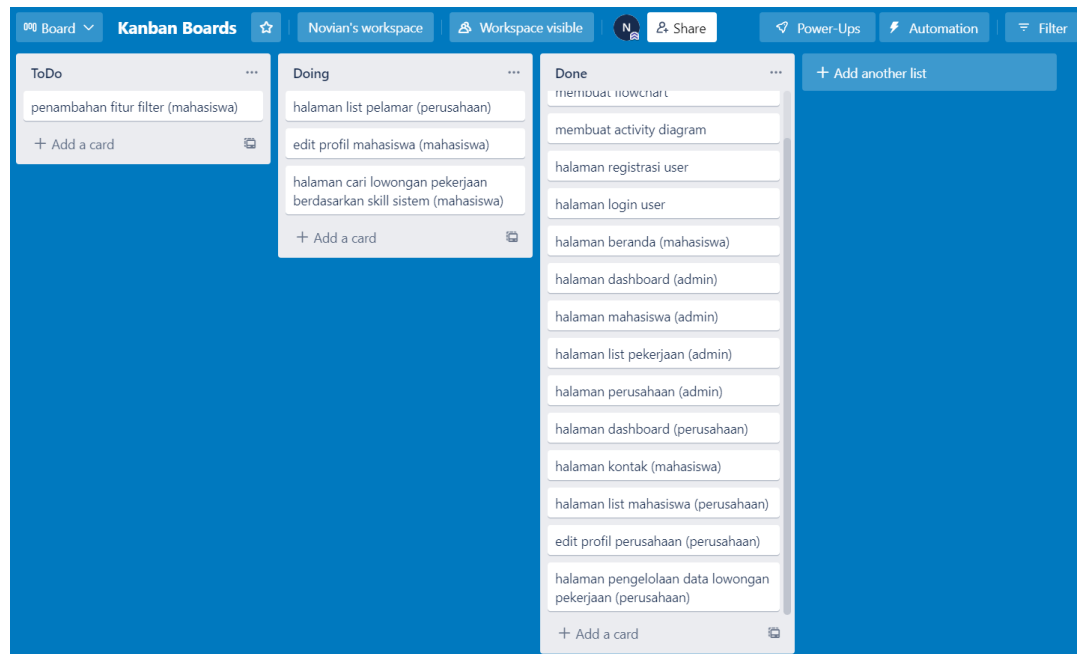 Board
Kanban Boards
Novian's workspace
Workspace visible
N
Share
Power-Ups
Automation
Filter
ToDo
penambahan fitur filter (mahasiswa)
+ Add a card
Doing
halaman list pelamar (perusahaan)
edit profil mahasiswa (mahasiswa)
halaman cari lowongan pekerjaan
berdasarkan skill sistem (mahasiswa)
+ Add a card
Done
membuat flowchart
membuat activity diagram
halaman registrasi user
halaman login user
halaman beranda (mahasiswa)
halaman dashboard (admin)
halaman mahasiswa (admin)
halaman list pekerjaan (admin)
halaman perusahaan (admin)
halaman dashboard (perusahaan)
halaman kontak (mahasiswa)
halaman list mahasiswa (perusahaan)
edit profil perusahaan (perusahaan)
halaman pengelolaan data lowongan
pekerjaan (perusahaan)
+ Add a card
+ Add another list